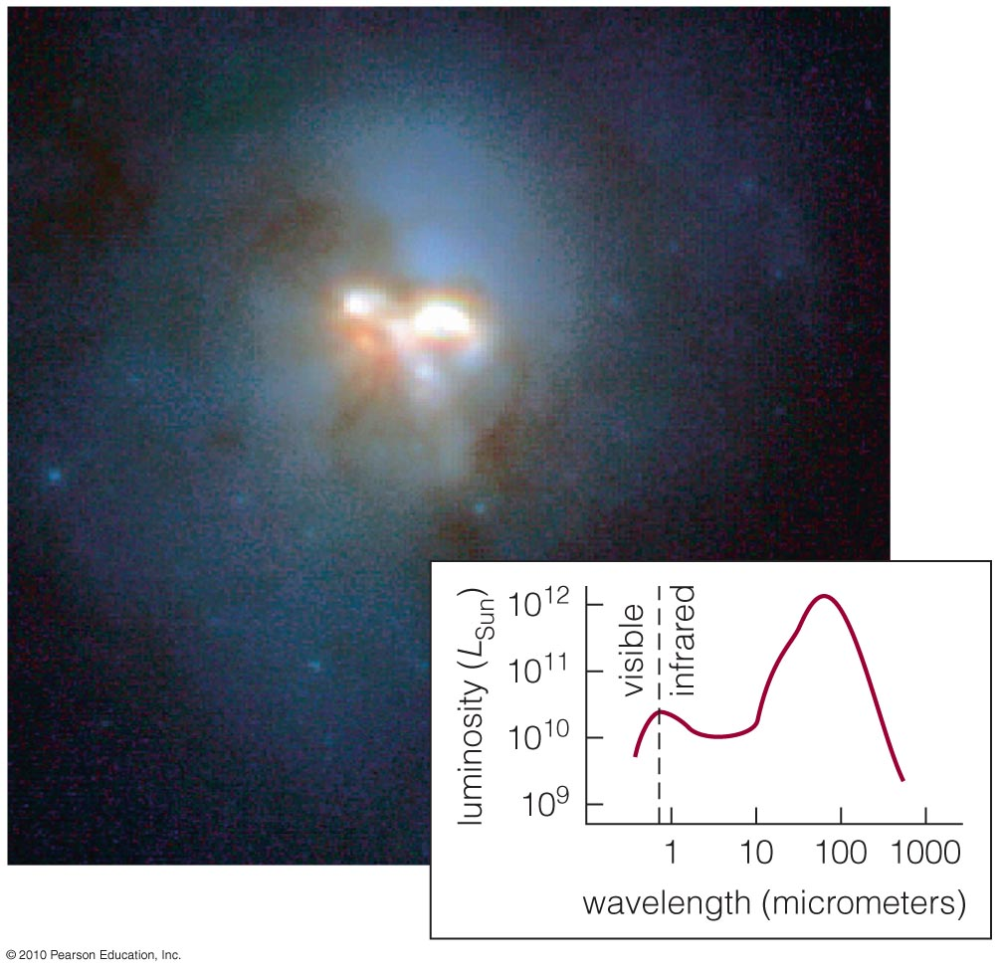 luminosity (L_Sun)
10¹²
10¹¹
10¹⁰
10⁹
visible
infrared
1 10 100 1000
wavelength (micrometers)
© 2010 Pearson Education, Inc.